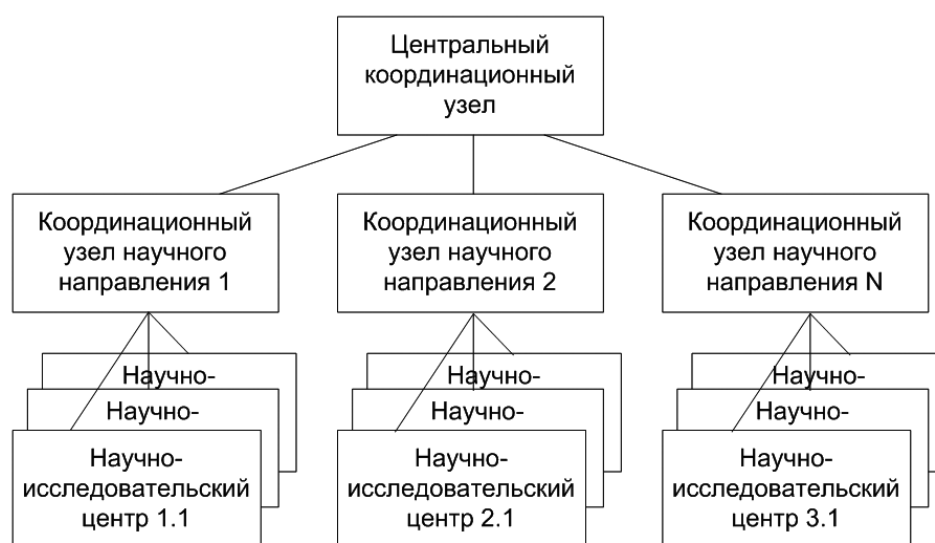 Центральный
координационный
узел
Координационный
узел научного
направления 1
Координационный
узел научного
направления 2
Координационный
узел научного
направления N
Научно-
Научно-
Научно-
исследовательский
центр 1.1
Научно-
Научно-
Научно-
исследовательский
центр 2.1
Научно-
Научно-
Научно-
исследовательский
центр 3.1